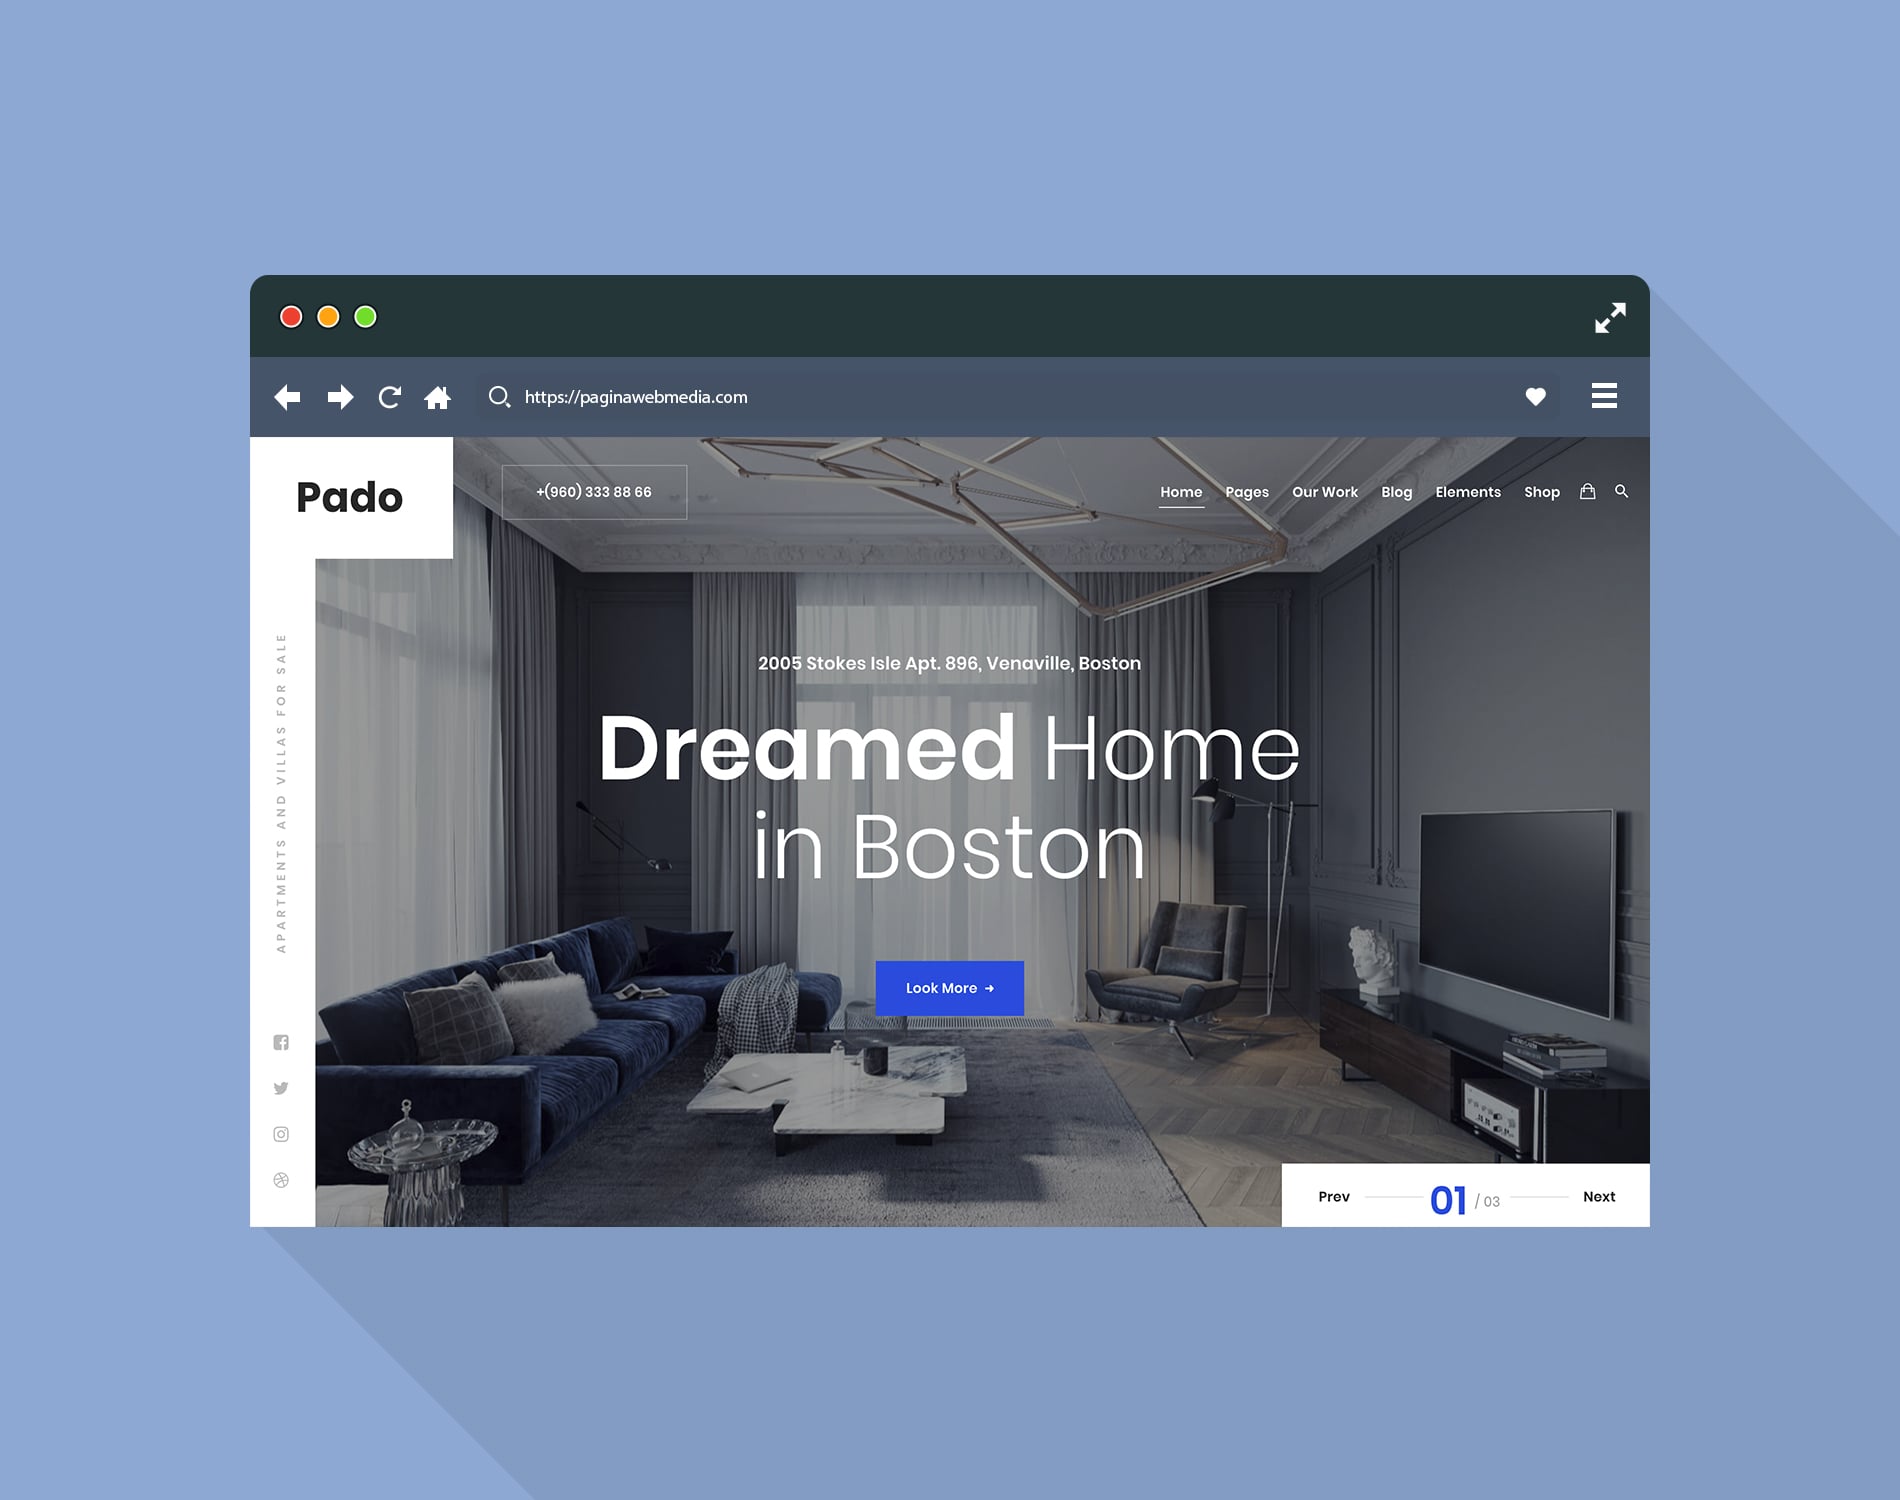 https://paginawebmedia.com
Pado
+(960) 333 88 66
Home Pages Our Work Blog Elements Shop
APARTMENTS AND VILLAS FOR SALE
2005 Stokes Isle Apt. 896, Venaville, Boston
Dreamed Home
in Boston
Look More
Prev 01 / 03 Next